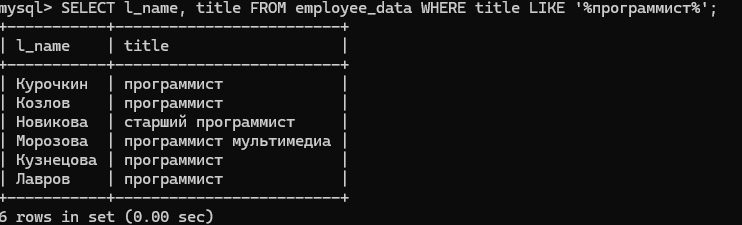 mysql> SELECT l_name, title FROM employee_data WHERE title LIKE '%программист%';
+-----------+-------------------------+
| l_name    | title                   |
+-----------+-------------------------+
| Курочкин  | программист             |
| Козлов    | программист             |
| Новикова  | старший программист     |
| Морозова  | программист мультимедиа |
| Кузнецова | программист             |
| Лавров    | программист             |
+-----------+-------------------------+
6 rows in set (0.00 sec)